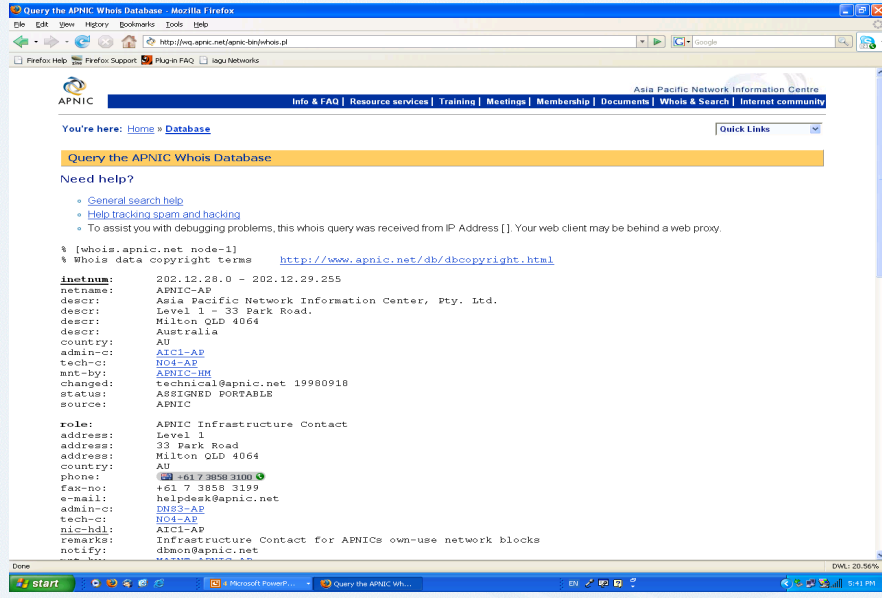 Query the APNIC Whois Database - Mozilla Firefox
File Edit View History Bookmarks Tools Help
http://wq.apnic.net/apnic-bin/whois.pl
Google
Firefox Help Firefox Support Plug-in FAQ iagu Networks
APNIC
Asia Pacific Network Information Centre
Info & FAQ | Resource services | Training | Meetings | Membership | Documents | Whois & Search | Internet community
You're here: Home » Database
Quick Links
Query the APNIC Whois Database
Need help?
General search help
Help tracking spam and hacking
To assist you with debugging problems, this whois query was received from IP Address [ ]. Your web client may be behind a web proxy.
% [whois.apnic.net node-1]
% Whois data copyright terms http://www.apnic.net/db/dbcopyright.html
inetnum: 202.12.28.0 - 202.12.29.255
netname: APNIC-AP
descr: Asia Pacific Network Information Center, Pty. Ltd.
descr: Level 1 - 33 Park Road.
descr: Milton QLD 4064
descr: Australia
country: AU
admin-c: AIC1-AP
tech-c: NO4-AP
mnt-by: APNIC-HM
changed: technical@apnic.net 19980918
status: ASSIGNED PORTABLE
source: APNIC
role: APNIC Infrastructure Contact
address: Level 1
address: 33 Park Road
address: Milton QLD 4064
country: AU
phone: +61 7 3858 3100
fax-no: +61 7 3858 3199
e-mail: helpdesk@apnic.net
admin-c: DNS3-AP
tech-c: NO4-AP
nic-hdl: AIC1-AP
remarks: Infrastructure Contact for APNICs own-use network blocks
notify: dbmon@apnic.net
Done
DWL: 20.56%
start
4 Microsoft PowerP...
Query the APNIC Wh...
EN
5:41 PM